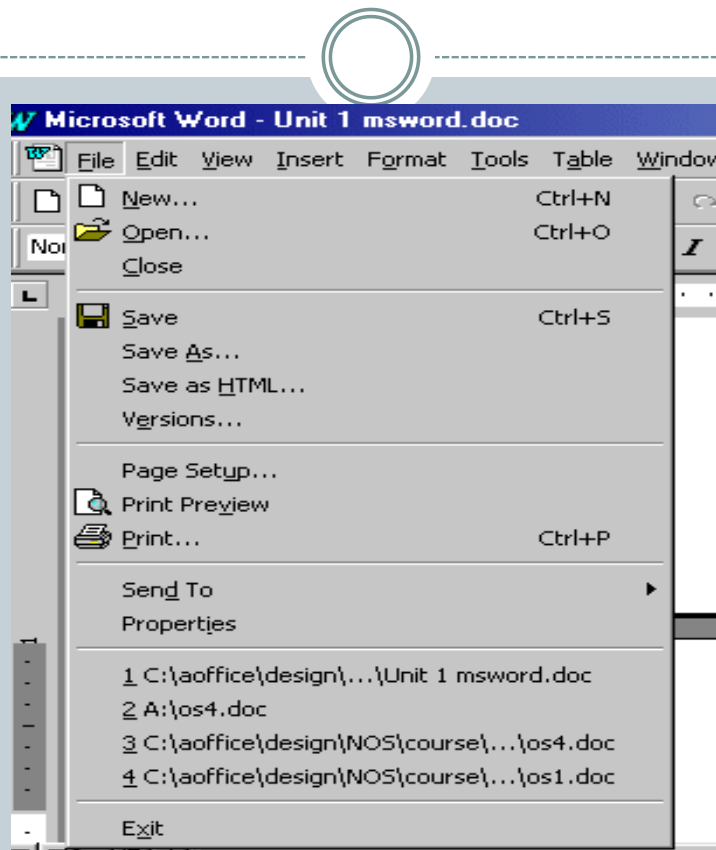 Microsoft Word - Unit 1 msword.doc
File Edit View Insert Format Tools Table Window
New... Ctrl+N
Open... Ctrl+O
Close
Save Ctrl+S
Save As...
Save as HTML...
Versions...
Page Setup...
Print Preview
Print... Ctrl+P
Send To
Properties
1 C:\aoffice\design\...\Unit 1 msword.doc
2 A:\os4.doc
3 C:\aoffice\design\NOS\course\...\os4.doc
4 C:\aoffice\design\NOS\course\...\os1.doc
Exit